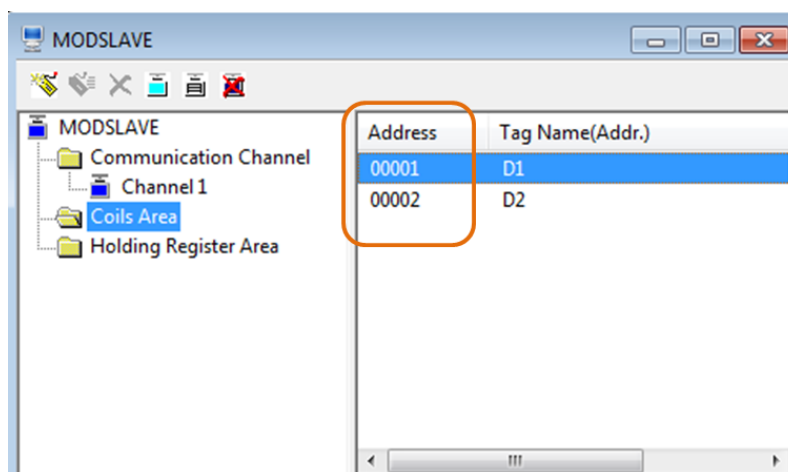 MODSLAVE
MODSLAVE
Communication Channel
Channel 1
Coils Area
Holding Register Area
Address Tag Name(Addr.)
00001 D1
00002 D2